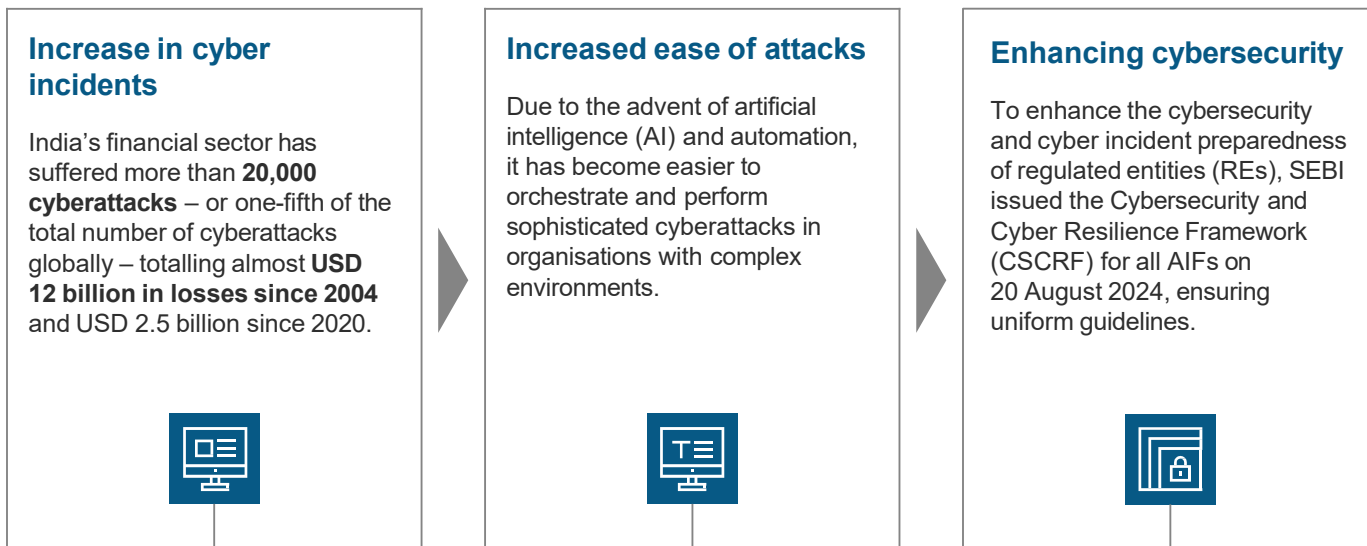 Increase in cyber
incidents
India's financial sector has
suffered more than 20,000
cyberattacks – or one-fifth of the
total number of cyberattacks
globally – totalling almost USD
12 billion in losses since 2004
and USD 2.5 billion since 2020.
Increased ease of attacks
Due to the advent of artificial
intelligence (AI) and automation,
it has become easier to
orchestrate and perform
sophisticated cyberattacks in
organisations with complex
environments.
Enhancing cybersecurity
To enhance the cybersecurity
and cyber incident preparedness
of regulated entities (REs), SEBI
issued the Cybersecurity and
Cyber Resilience Framework
(CSCRF) for all AIFs on
20 August 2024, ensuring
uniform guidelines.